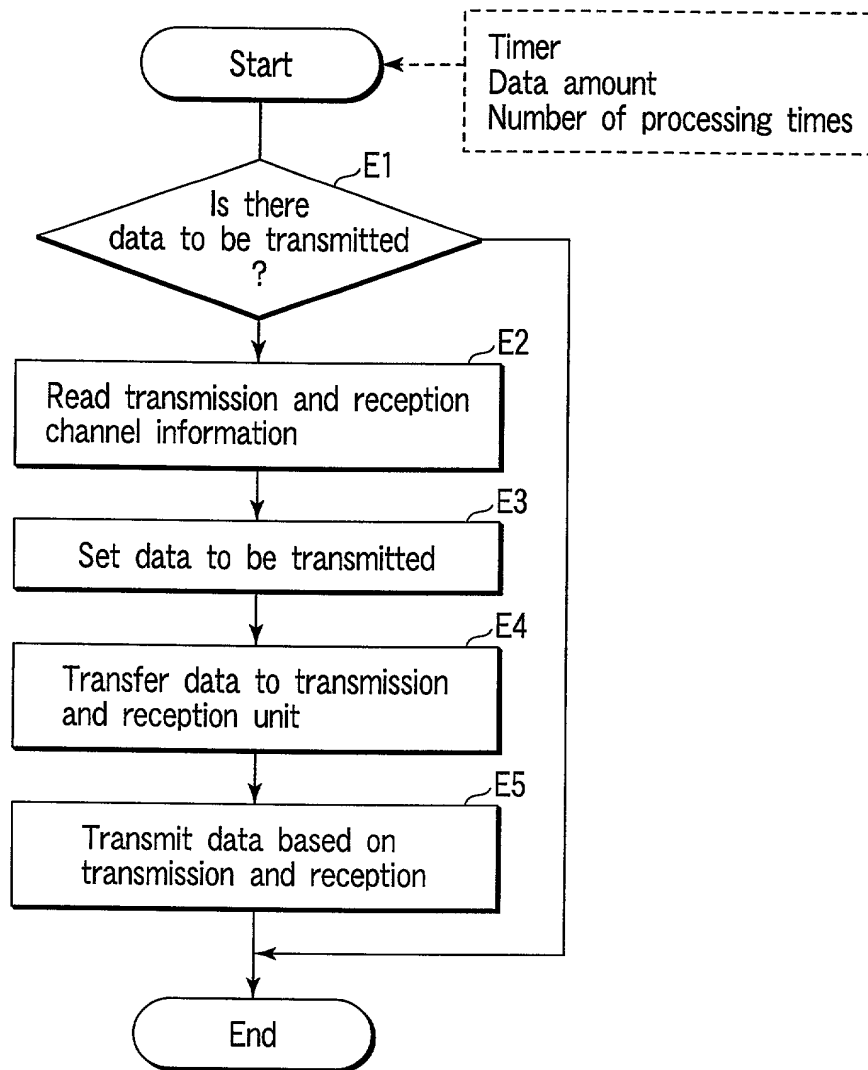 Start
Timer
Data amount
Number of processing times
E1
Is there
data to be transmitted
?
E2
Read transmission and reception
channel information
E3
Set data to be transmitted
E4
Transfer data to transmission
and reception unit
E5
Transmit data based on
transmission and reception
End